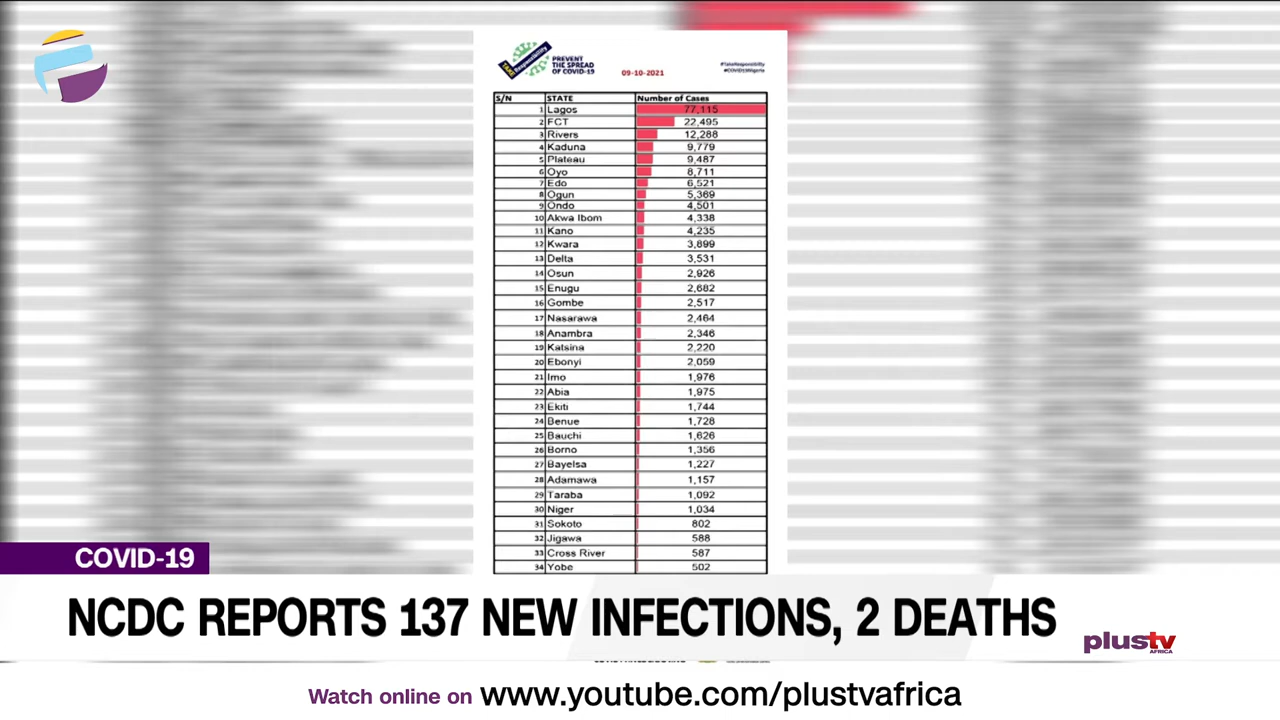 TAKE Responsibility
PREVENT
THE SPREAD
OF COVID-19
09-10-2021
#TakeResponsibility
#COVID19Nigeria
S/N STATE Number of Cases
1 Lagos 77,115
2 FCT 22,495
3 Rivers 12,288
4 Kaduna 9,779
5 Plateau 9,487
6 Oyo 8,711
7 Edo 6,521
8 Ogun 5,369
9 Ondo 4,501
10 Akwa Ibom 4,338
11 Kano 4,235
12 Kwara 3,899
13 Delta 3,531
14 Osun 2,926
15 Enugu 2,682
16 Gombe 2,517
17 Nasarawa 2,464
18 Anambra 2,346
19 Katsina 2,220
20 Ebonyi 2,059
21 Imo 1,976
22 Abia 1,975
23 Ekiti 1,744
24 Benue 1,728
25 Bauchi 1,626
26 Borno 1,356
27 Bayelsa 1,227
28 Adamawa 1,157
29 Taraba 1,092
30 Niger 1,034
31 Sokoto 802
32 Jigawa 588
33 Cross River 587
34 Yobe 502
COVID-19
NCDC REPORTS 137 NEW INFECTIONS, 2 DEATHS
plustv
AFRICA
Watch online on www.youtube.com/plustvafrica